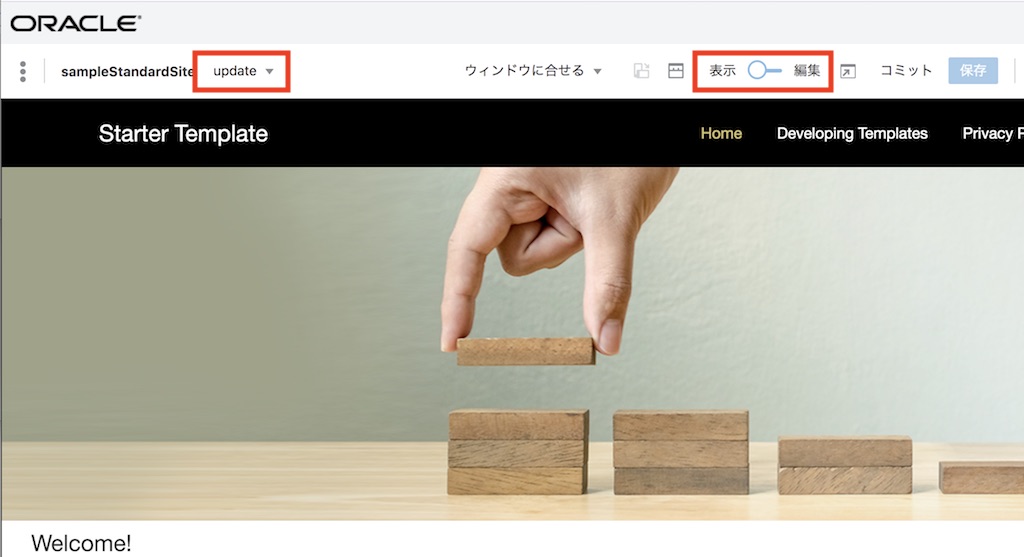 ORACLE®
sampleStandardSite update ウィンドウに合せる 表示 編集 コミット 保存
Starter Template Home Developing Templates Privacy P
Welcome!